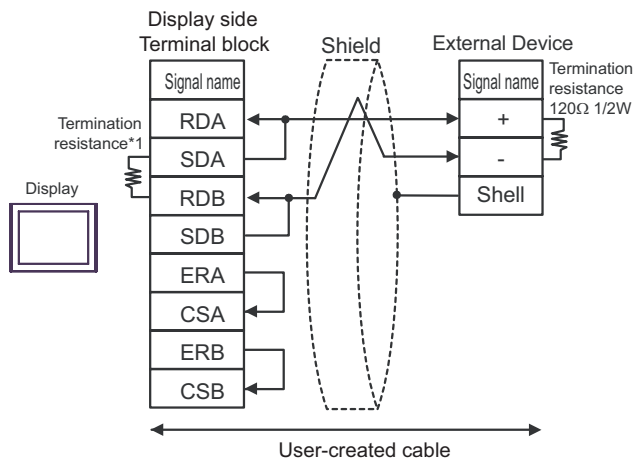 Display side
Terminal block
Shield
External Device
Signal name
Signal name
Termination
resistance
120Ω 1/2W
Termination
resistance*1
RDA
+
SDA
-
Display
RDB
Shell
SDB
ERA
CSA
ERB
CSB
User-created cable